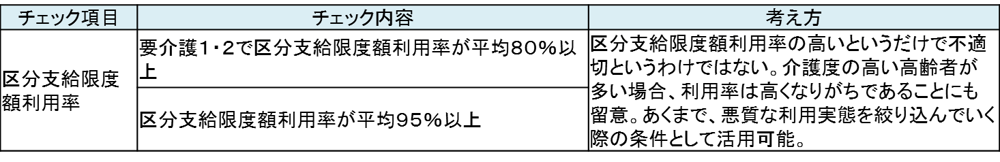 チェック項目
チェック内容
考え方
区分支給限度
額利用率
要介護１・２で区分支給限度額利用率が平均８０％以
上
区分支給限度額利用率が平均９５％以上
区分支給限度額利用率の高いというだけで不適
切というわけではない。介護度の高い高齢者が
多い場合、利用率は高くなりがちであることにも
留意。あくまで、悪質な利用実態を絞り込んでいく
際の条件として活用可能。